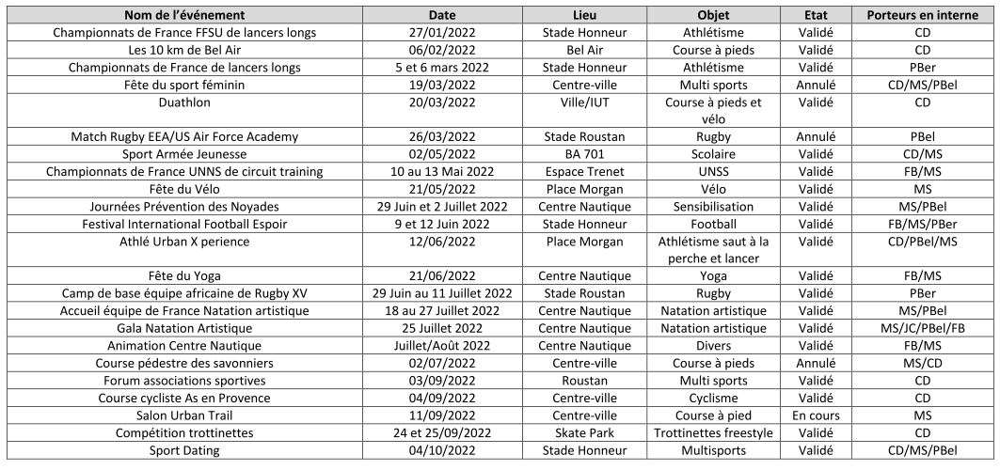 Nom de l’événement Date Lieu Objet Etat Porteurs en interne
Championnats de France FFSU de lancers longs 27/01/2022 Stade Honneur Athlétisme Validé CD
Les 10 km de Bel Air 06/02/2022 Bel Air Course à pieds Validé CD
Championnats de France de lancers longs 5 et 6 mars 2022 Stade Honneur Athlétisme Validé PBer
Fête du sport féminin 19/03/2022 Centre-ville Multi sports Annulé CD/MS/PBel
Duathlon 20/03/2022 Ville/IUT Course à pieds et Validé CD
vélo
Match Rugby EEA/US Air Force Academy 26/03/2022 Stade Roustan Rugby Annulé PBel
Sport Armée Jeunesse 02/05/2022 BA 701 Scolaire Validé CD/MS
Championnats de France UNNS de circuit training 10 au 13 Mai 2022 Espace Trenet UNSS Validé FB/MS
Fête du Vélo 21/05/2022 Place Morgan Vélo Validé MS
Journées Prévention des Noyades 29 Juin et 2 Juillet 2022 Centre Nautique Sensibilisation Validé MS/PBel
Festival International Football Espoir 9 et 12 Juin 2022 Stade Honneur Football Validé FB/MS/PBer
Athlé Urban X perience 12/06/2022 Place Morgan Athlétisme saut à la Validé CD/PBel/MS
perche et lancer
Fête du Yoga 21/06/2022 Centre Nautique Yoga Validé FB/MS
Camp de base équipe africaine de Rugby XV 29 Juin au 11 Juillet 2022 Stade Roustan Rugby Validé PBer
Accueil équipe de France Natation artistique 18 au 27 Juillet 2022 Centre Nautique Natation artistique Validé MS/PBel
Gala Natation Artistique 25 Juillet 2022 Centre Nautique Natation artistique Validé MS/JC/PBel/FB
Animation Centre Nautique Juillet/Août 2022 Centre Nautique Divers Validé FB/MS
Course pédestre des savonniers 02/07/2022 Centre-ville Course à pieds Annulé MS/CD
Forum associations sportives 03/09/2022 Roustan Multi sports Validé CD
Course cycliste As en Provence 04/09/2022 Centre-ville Cyclisme Validé CD
Salon Urban Trail 11/09/2022 Centre-ville Course à pied En cours MS
Compétition trottinettes 24 et 25/09/2022 Skate Park Trottinettes freestyle Validé CD
Sport Dating 04/10/2022 Stade Honneur Multisports Validé CD/MS/PBel